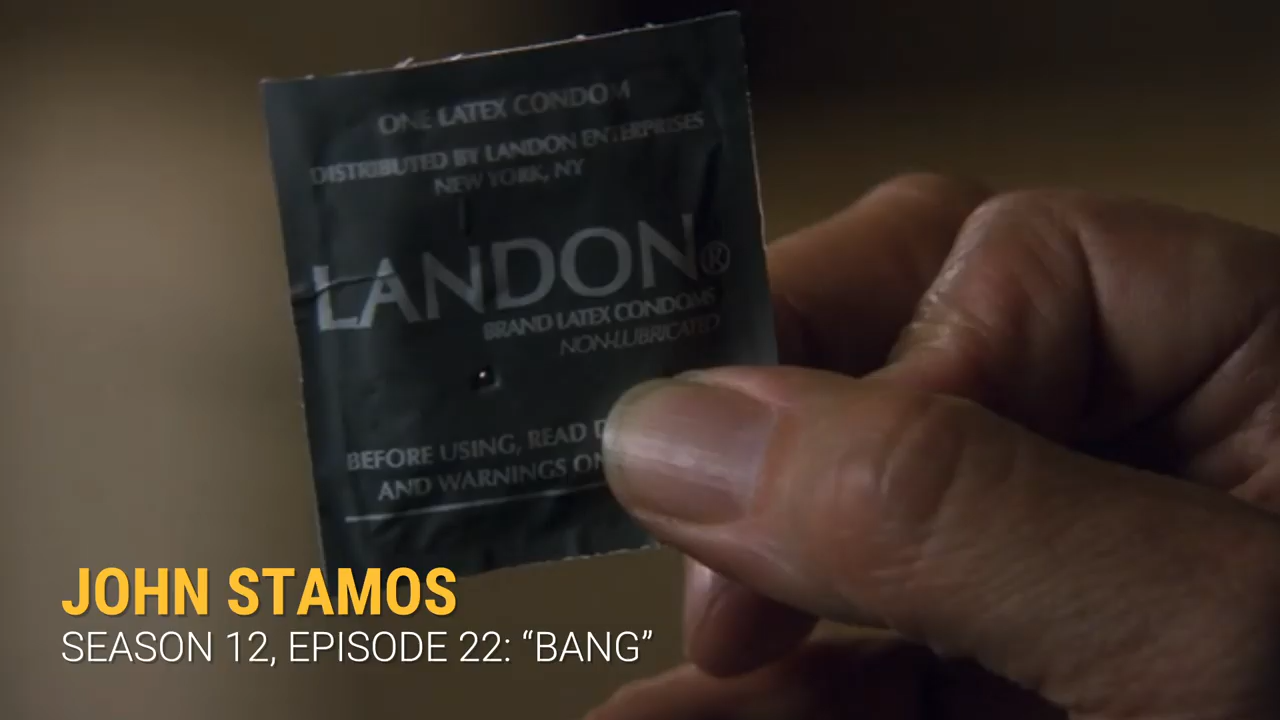 ONE LATEX CONDOM
DISTRIBUTED BY LANDON ENTERPRISES
NEW YORK, NY
LANDON®
BRAND LATEX CONDOMS
NON-LUBRICATED
BEFORE USING, READ
AND WARNINGS ON
JOHN STAMOS
SEASON 12, EPISODE 22: “BANG”